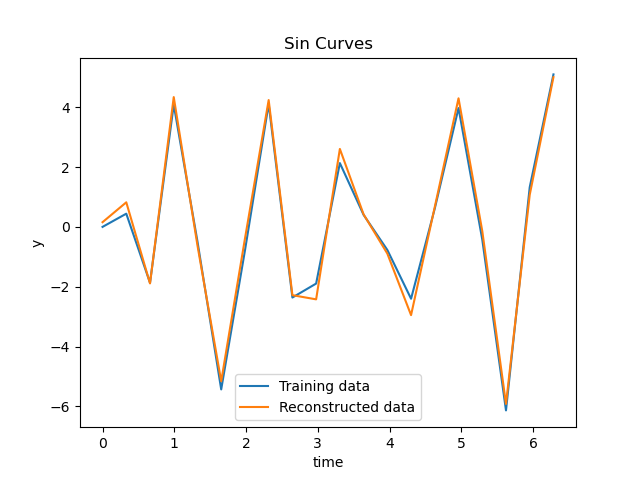 Sin Curves
y
4
2
0
−2
−4
−6
Training data
Reconstructed data
0 1 2 3 4 5 6
time